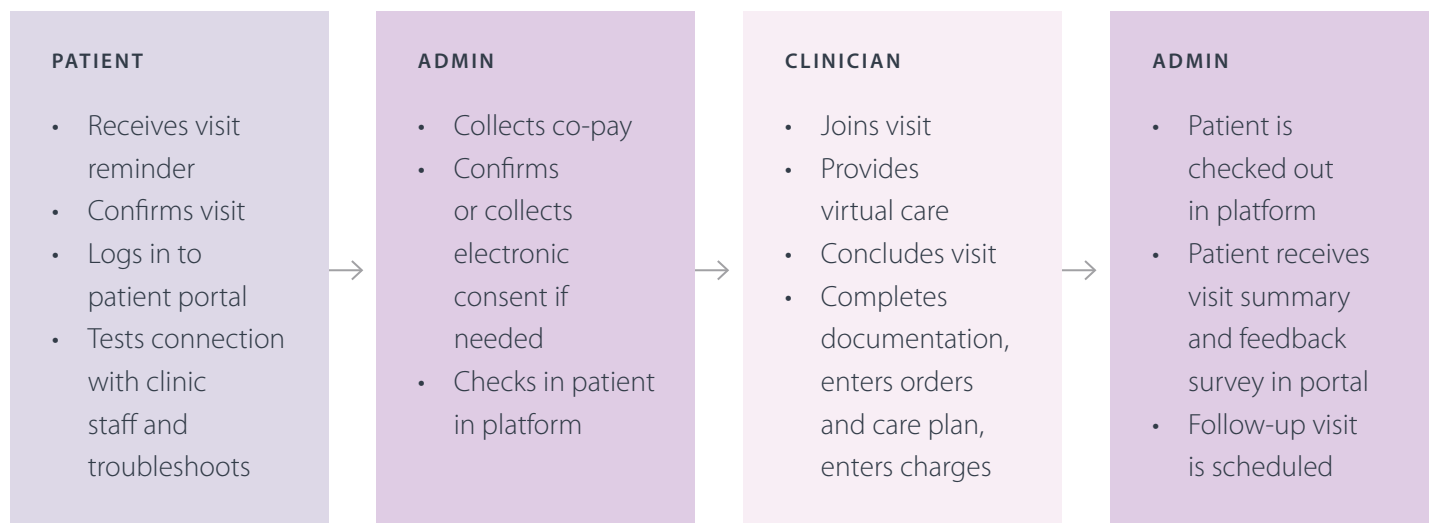 PATIENT
• Receives visit
reminder
• Confirms visit
• Logs in to
patient portal
• Tests connection
with clinic
staff and
troubleshoots
ADMIN
• Collects co-pay
• Confirms
or collects
electronic
consent if
needed
• Checks in patient
in platform
CLINICIAN
• Joins visit
• Provides
virtual care
• Concludes visit
• Completes
documentation,
enters orders
and care plan,
enters charges
ADMIN
• Patient is
checked out
in platform
• Patient receives
visit summary
and feedback
survey in portal
• Follow-up visit
is scheduled